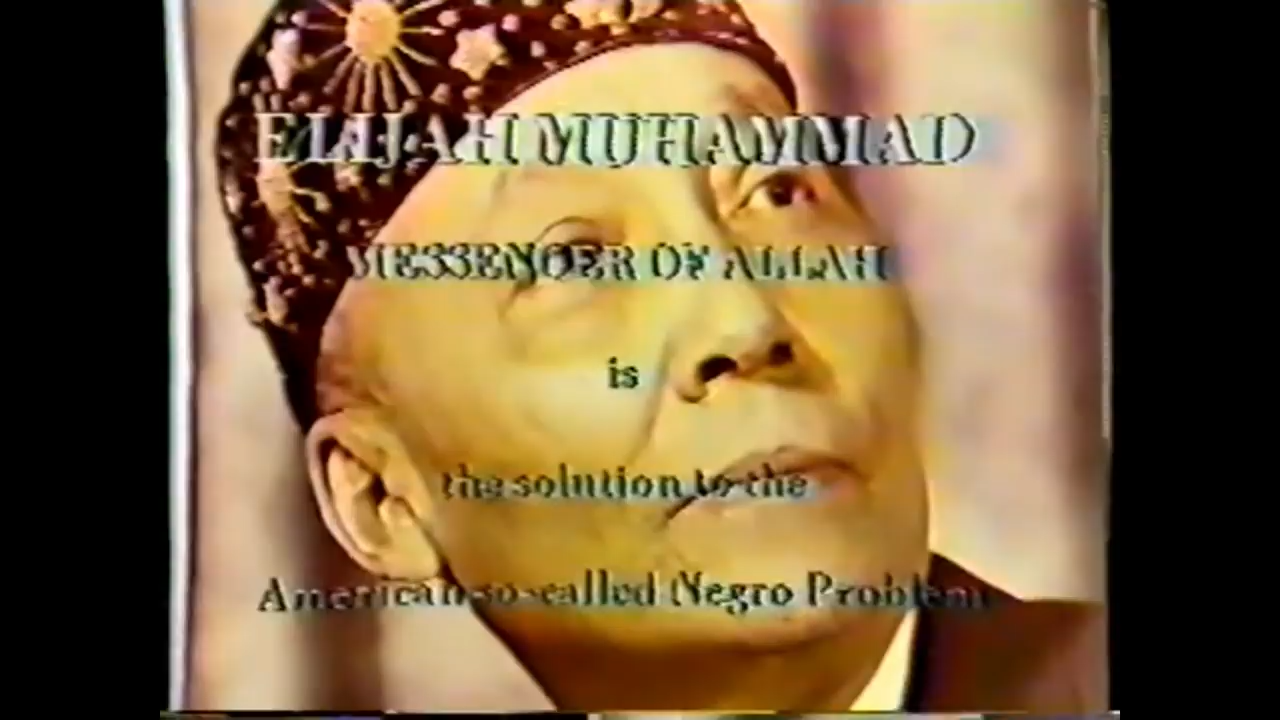 ELIJAH MUHAMMAD
MESSENGER OF ALLAH
is
the solution to the
American so-called Negro Problem